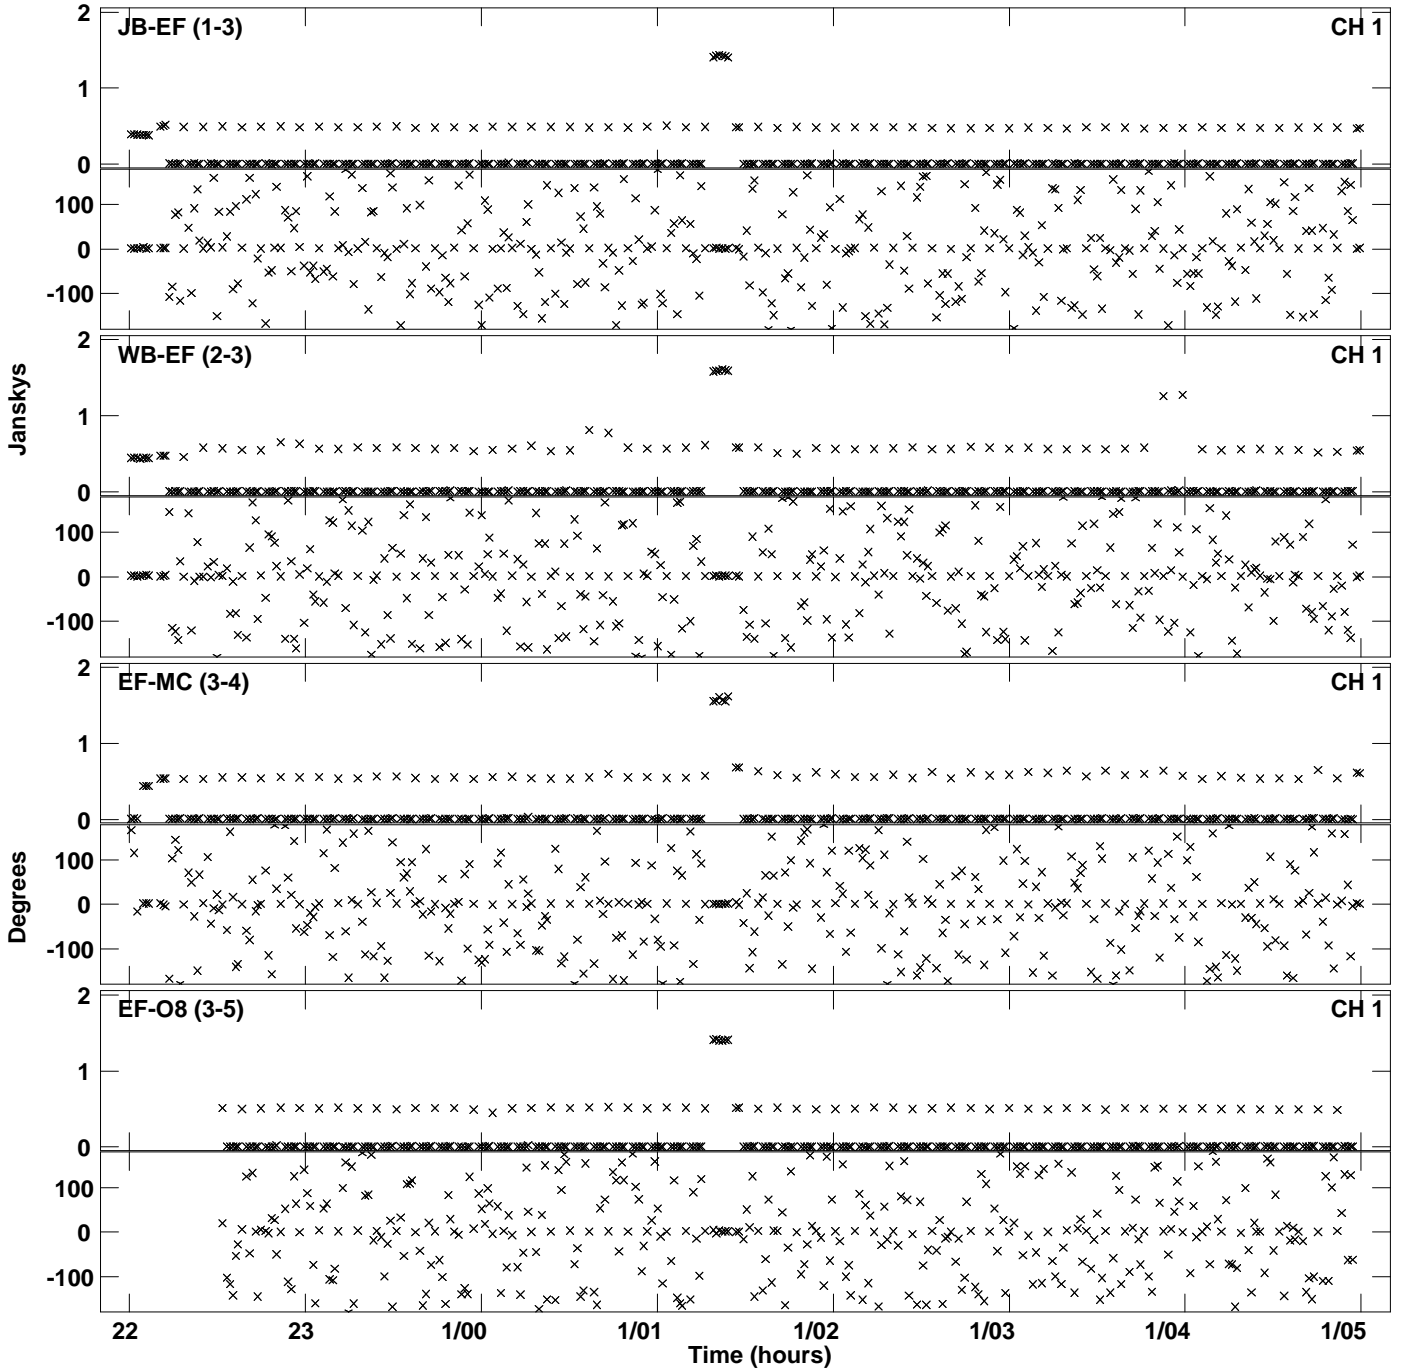 2
JB-EF (1-3)
CH 1
1
0
100
0
-100
2
WB-EF (2-3)
CH 1
1
0
100
0
-100
Janskys
2
EF-MC (3-4)
CH 1
1
0
100
0
-100
Degrees
2
EF-O8 (3-5)
CH 1
1
0
100
0
-100
22 23 1/00 1/01 1/02 1/03 1/04 1/05
Time (hours)